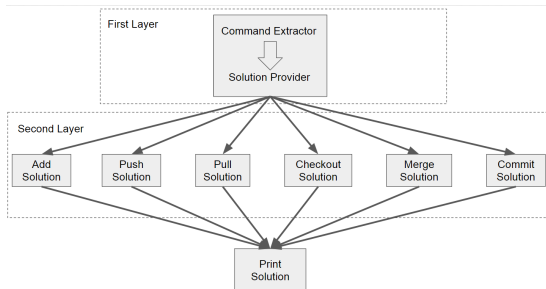 First Layer
Command Extractor
Solution Provider
Second Layer
Add
Solution
Push
Solution
Pull
Solution
Checkout
Solution
Merge
Solution
Commit
Solution
Print
Solution